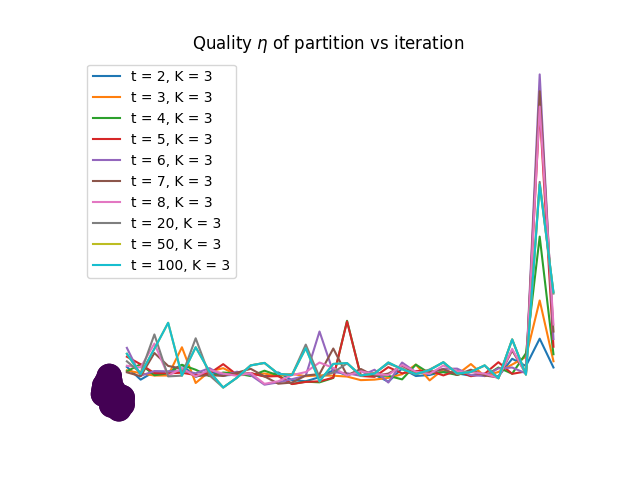 Quality η of partition vs iteration
t = 2, K = 3
t = 3, K = 3
t = 4, K = 3
t = 5, K = 3
t = 6, K = 3
t = 7, K = 3
t = 8, K = 3
t = 20, K = 3
t = 50, K = 3
t = 100, K = 3